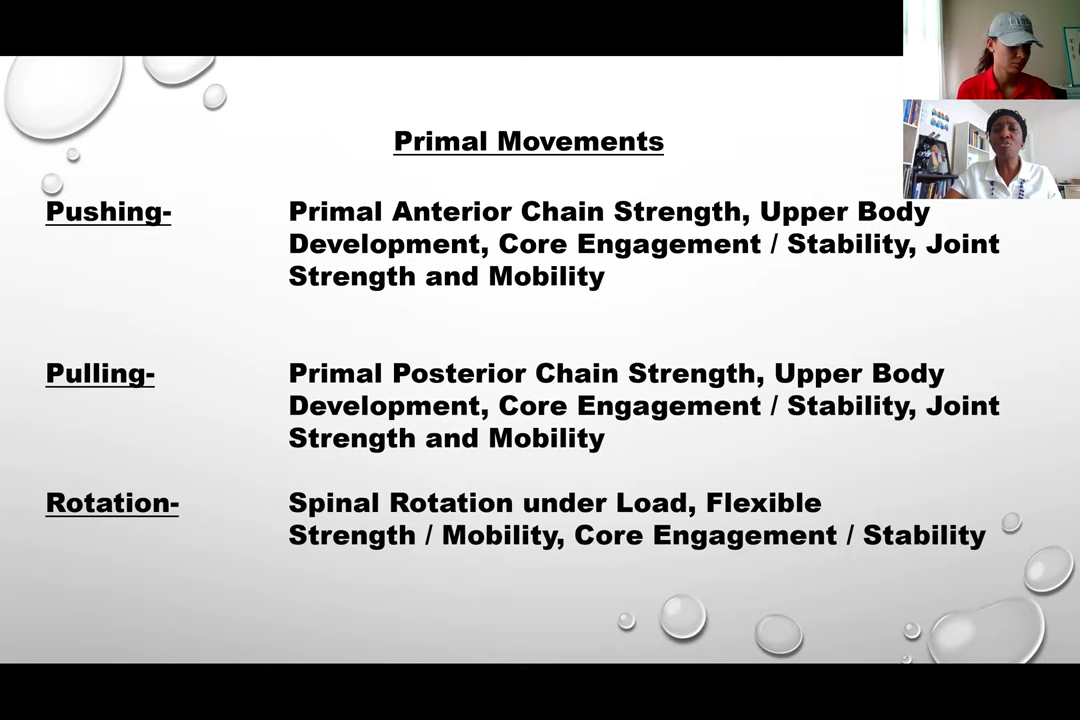 Primal Movements
Pushing-
Primal Anterior Chain Strength, Upper Body
Development, Core Engagement / Stability, Joint
Strength and Mobility
Pulling-
Primal Posterior Chain Strength, Upper Body
Development, Core Engagement / Stability, Joint
Strength and Mobility
Rotation-
Spinal Rotation under Load, Flexible
Strength / Mobility, Core Engagement / Stability